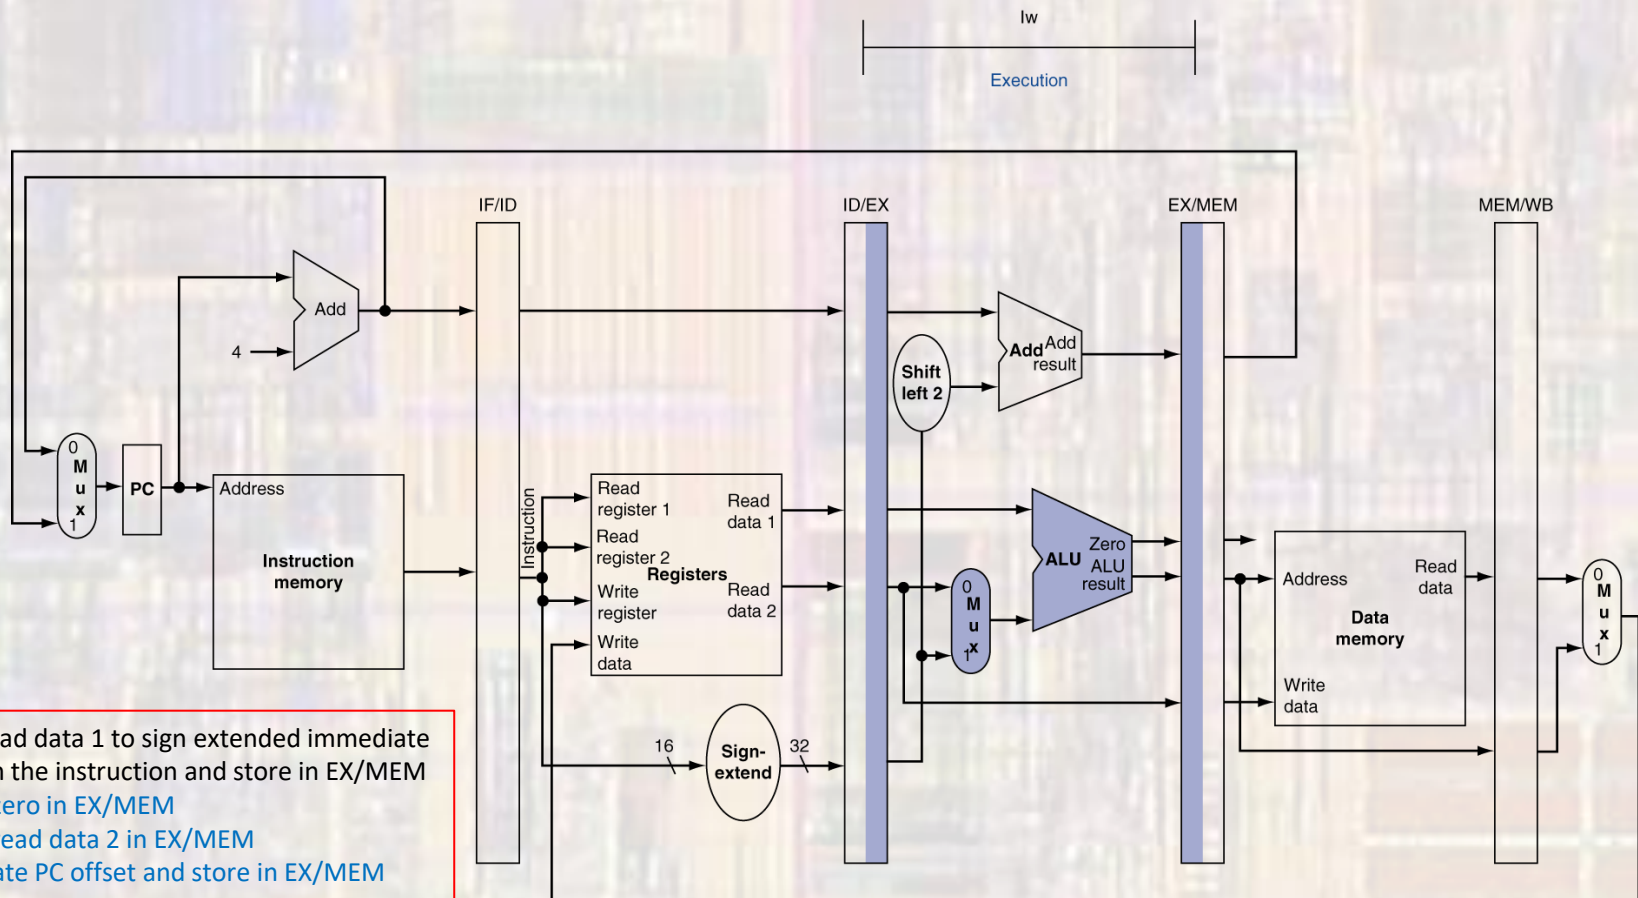 lw
Execution
IF/ID
ID/EX
EX/MEM
MEM/WB
Add
4
Add Add
result
Shift
left 2
0
M
u
x
1
PC
Address
Instruction
memory
Instruction
Read
register 1
Read
register 2
Write
register
Write
data
Registers
Read
data 1
Read
data 2
16
Sign-
extend
32
0
M
u
x
1
ALU
Zero
ALU
result
Address
Read
data
Data
memory
Write
data
0
M
u
x
1
data 1 to sign extended immediate
the instruction and store in EX/MEM
zero in EX/MEM
read data 2 in EX/MEM
PC offset and store in EX/MEM